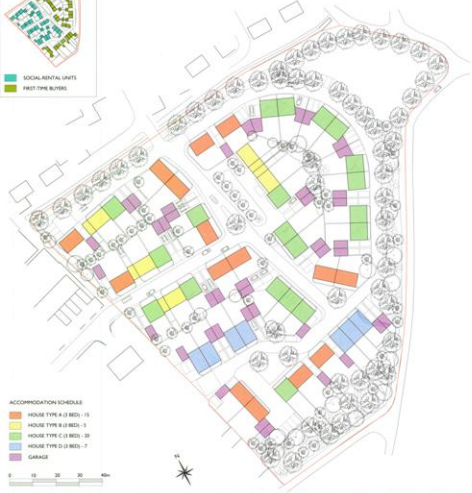 SOCIAL-RENTAL UNITS
FIRST-TIME BUYERS
ACCOMMODATION SCHEDULE
HOUSE TYPE A (3 BED) - 15
HOUSE TYPE B (3 BED) - 5
HOUSE TYPE C (3 BED) - 20
HOUSE TYPE D (3 BED) - 7
GARAGE
0 10 20 30 40m